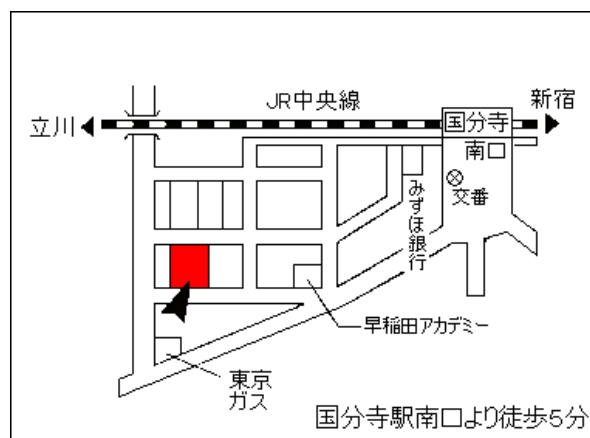 JR中央線
新宿
立川
国分寺
南口
交番
みずほ銀行
早稲田アカデミー
東京
ガス
国分寺駅南口より徒歩5分